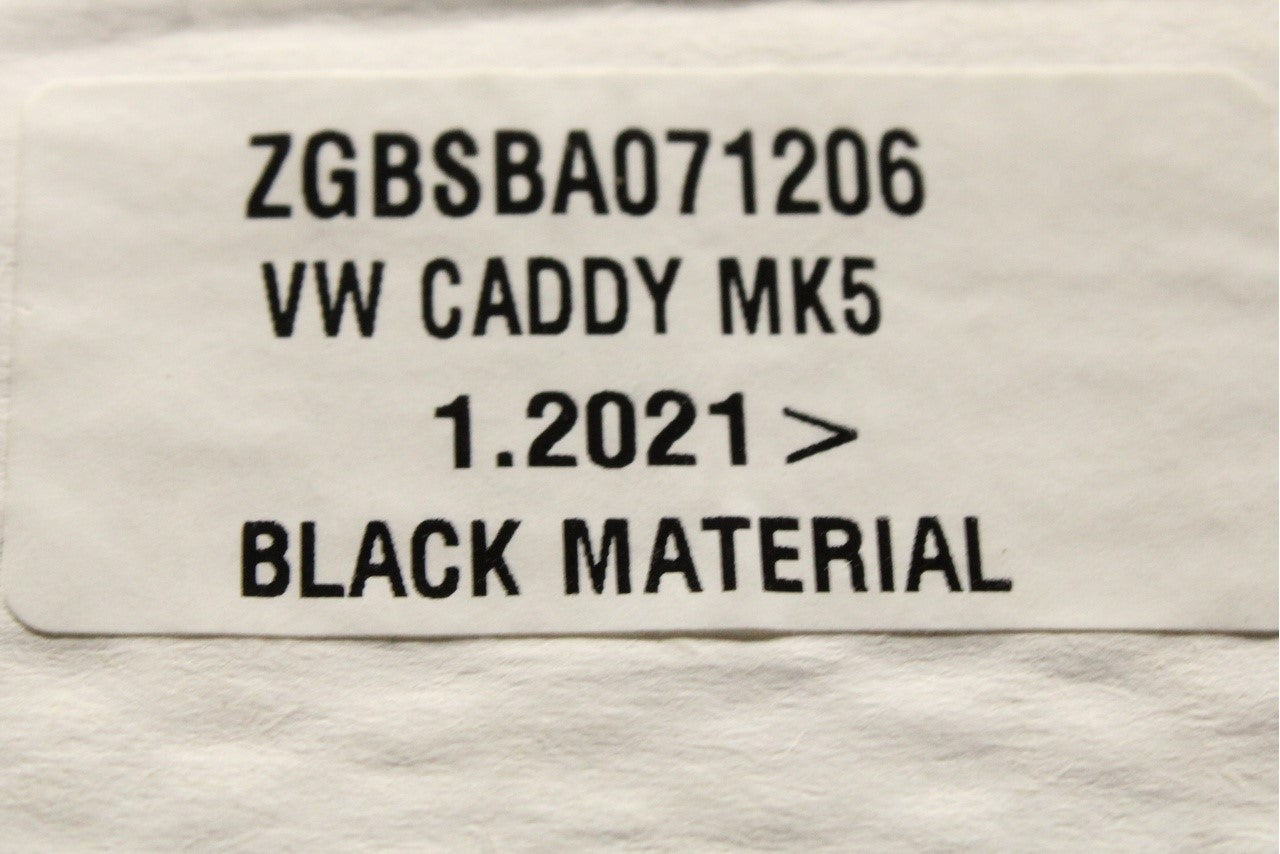 ZGBSBA071206
VW CADDY MK5
1.2021 >
BLACK MATERIAL